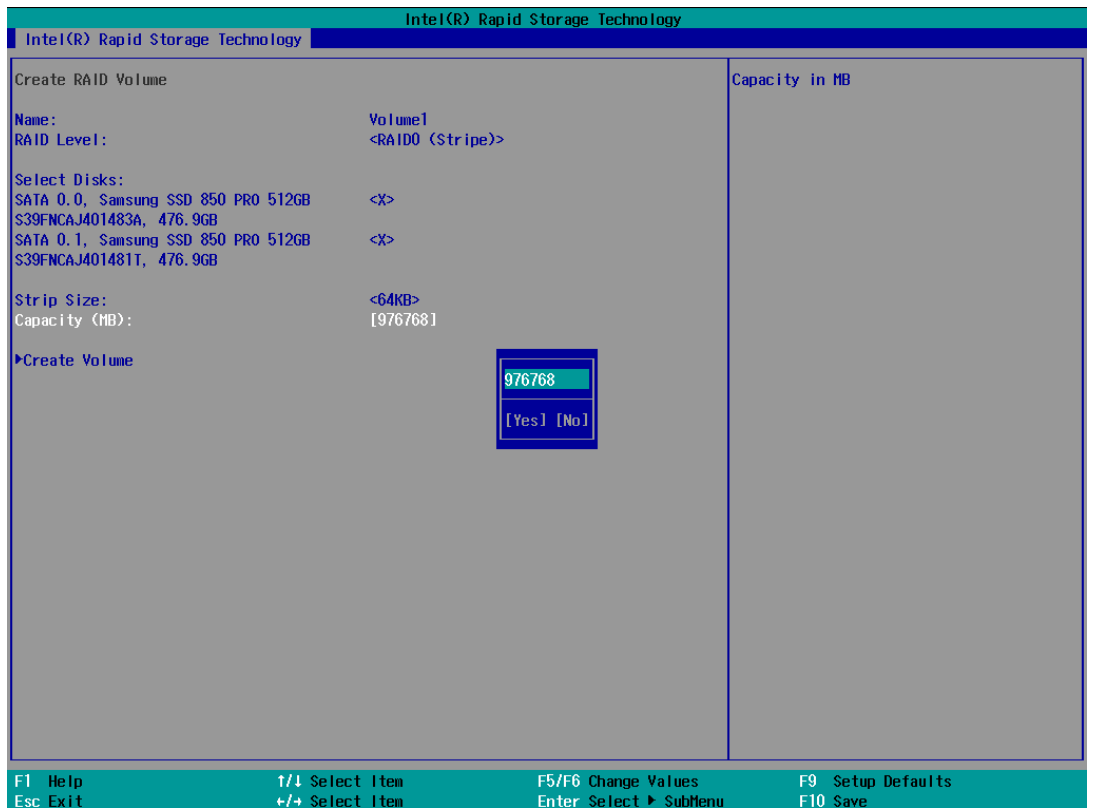 Intel(R) Rapid Storage Technology
Intel(R) Rapid Storage Technology
Create RAID Volume
Capacity in MB
Name: Volume1
RAID Level: <RAID0 (Stripe)>
Select Disks:
SATA 0.0, Samsung SSD 850 PRO 512GB <X>
S39FNCAJ401483A, 476.9GB
SATA 0.1, Samsung SSD 850 PRO 512GB <X>
S39FNCAJ401481T, 476.9GB
Strip Size: <64KB>
Capacity (MB): [976768]
▶Create Volume
976768
[Yes] [No]
F1 Help ↑/↓ Select Item F5/F6 Change Values F9 Setup Defaults
Esc Exit ←/→ Select Item Enter Select ▶ SubMenu F10 Save